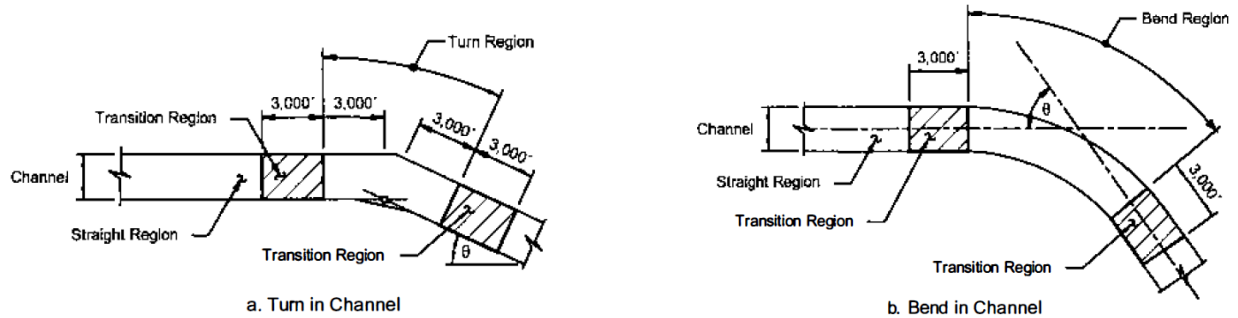 Turn Region
3,000'
3,000'
Transition Region
3,000'
3,000'
Channel
Straight Region
Transition Region
θ
a. Turn in Channel
Bend Region
3,000'
θ
Channel
Straight Region
3,000'
Transition Region
Transition Region
b. Bend in Channel